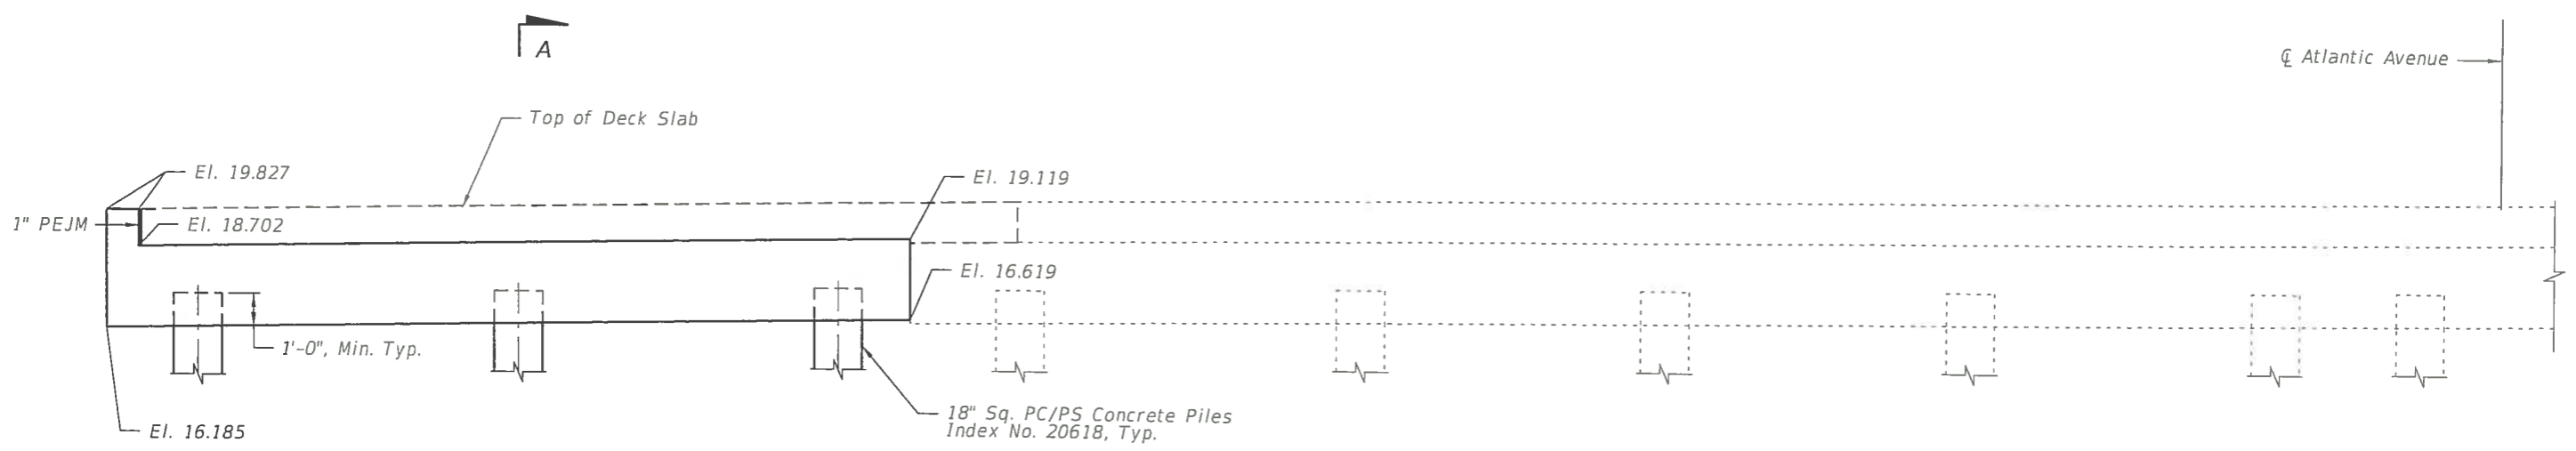 A
℄ Atlantic Avenue
Top of Deck Slab
El. 19.827
El. 19.119
1" PEJM
El. 18.702
El. 16.619
1'-0", Min. Typ.
18" Sq. PC/PS Concrete Piles
Index No. 20618, Typ.
El. 16.185